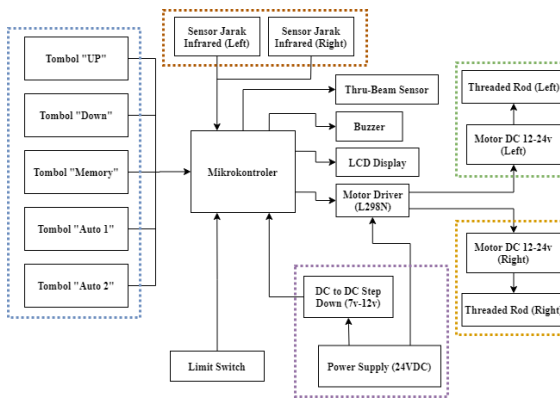 Sensor Jarak
Infrared (Left)
Sensor Jarak
Infrared (Right)
Tombol "UP"
Tombol "Down"
Tombol "Memory"
Tombol "Auto 1"
Tombol "Auto 2"
Mikrokontroler
Thru-Beam Sensor
Buzzer
LCD Display
Motor Driver
(L298N)
Threaded Rod (Left)
Motor DC 12-24v
(Left)
Motor DC 12-24v
(Right)
Threaded Rod (Right)
DC to DC Step
Down (7v-12v)
Limit Switch
Power Supply (24VDC)